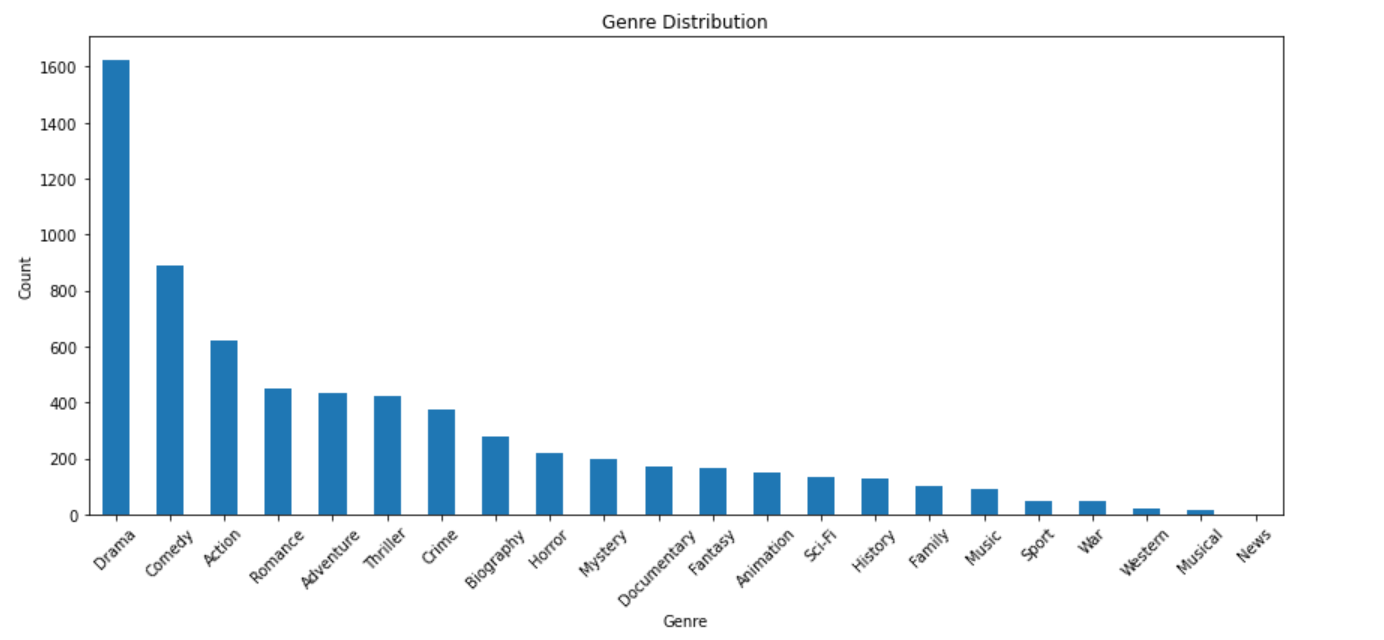 Genre Distribution
1600
1400
1200
1000
800
600
400
200
0
Count
Drama
Comedy
Action
Romance
Adventure
Thriller
Crime
Biography
Horror
Mystery
Documentary
Fantasy
Animation
Sci-Fi
History
Family
Music
Sport
War
Western
Musical
News
Genre